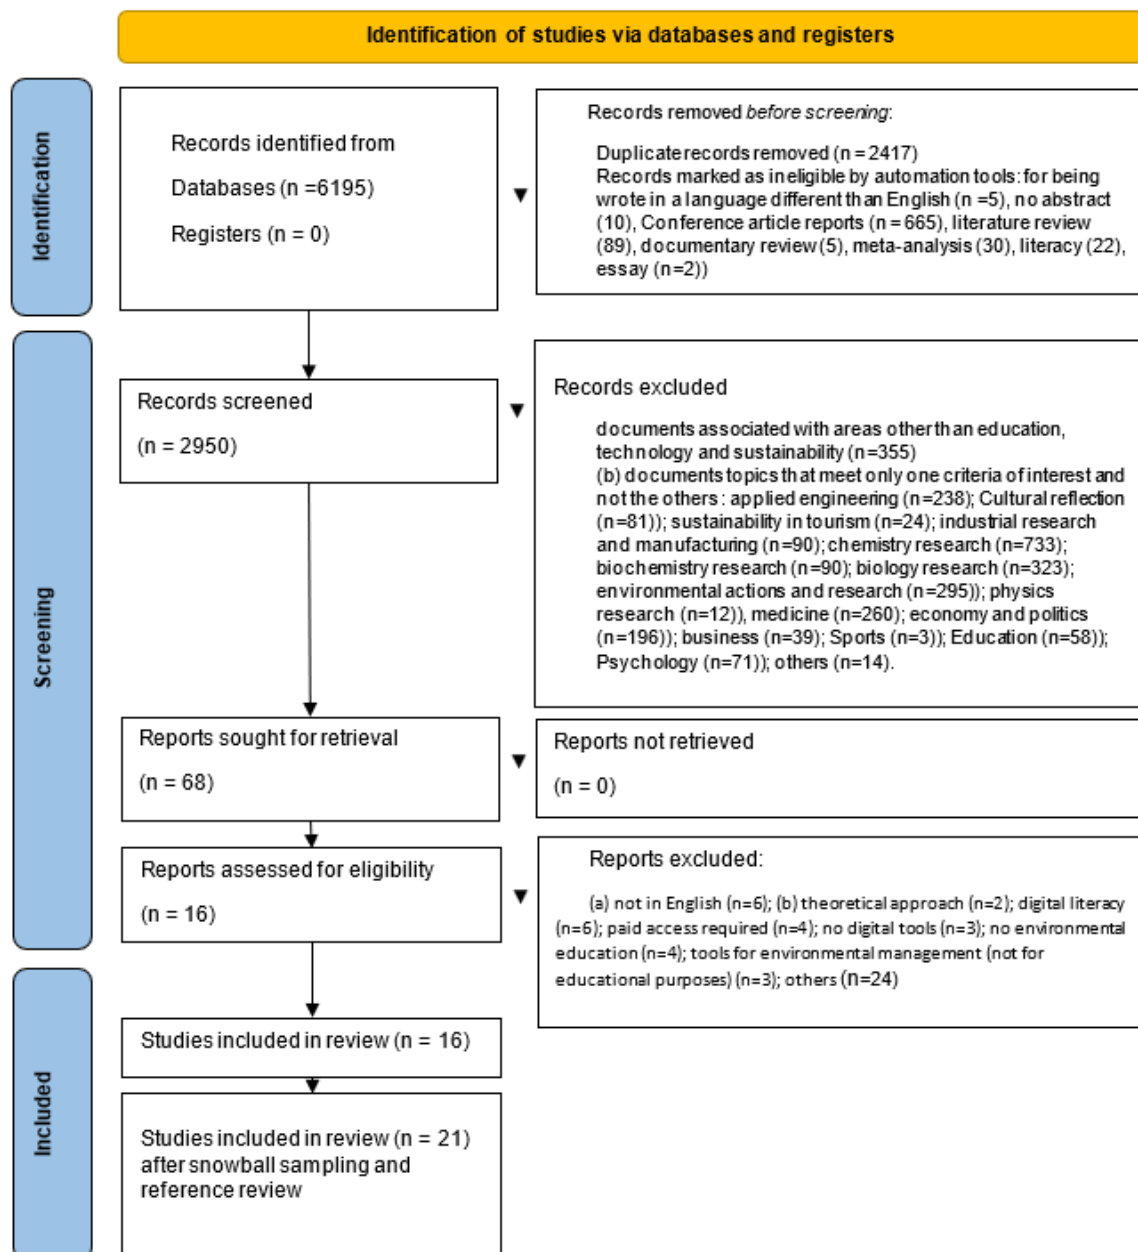 Identification of studies via databases and registers
Identification
Records identified from
Databases (n =6195)
Registers (n = 0)
Records removed before screening:
Duplicate records removed (n = 2417)
Records marked as ineligible by automation tools: for being
wrote in a language different than English (n =5), no abstract
(10), Conference article reports (n = 665), literature review
(89), documentary review (5), meta-analysis (30), literacy (22),
essay (n=2))
Screening
Records screened
(n = 2950)
Records excluded
documents associated with areas other than education,
technology and sustainability (n=355)
(b) documents topics that meet only one criteria of interest and
not the others : applied engineering (n=238); Cultural reflection
(n=81)); sustainability in tourism (n=24); industrial research
and manufacturing (n=90); chemistry research (n=733);
biochemistry research (n=90); biology research (n=323);
environmental actions and research (n=295)); physics
research (n=12)), medicine (n=260); economy and politics
(n=196)); business (n=39); Sports (n=3)); Education (n=58));
Psychology (n=71)); others (n=14).
Reports sought for retrieval
(n = 68)
Reports not retrieved
(n = 0)
Reports assessed for eligibility
(n = 16)
Reports excluded:
(a) not in English (n=6); (b) theoretical approach (n=2); digital literacy
(n=6); paid access required (n=4); no digital tools (n=3); no environmental
education (n=4); tools for environmental management (not for
educational purposes) (n=3); others (n=24)
Included
Studies included in review (n = 16)
Studies included in review (n = 21)
after snowball sampling and
reference review